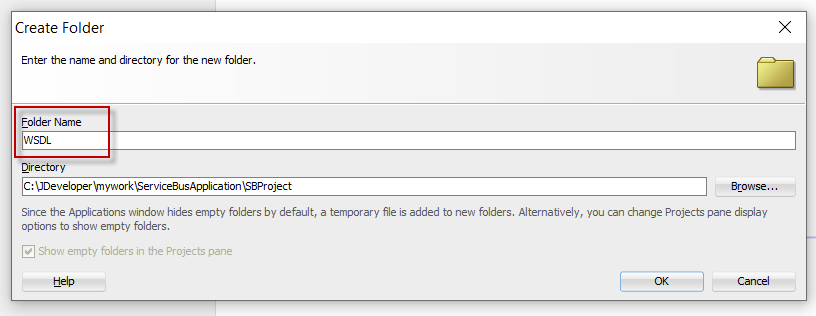 Create Folder
Enter the name and directory for the new folder.
Folder Name
WSDL
Directory
C:\JDeveloper\mywork\ServiceBusApplication\SBProject
Browse...
Since the Applications window hides empty folders by default, a temporary file is added to new folders. Alternatively, you can change Projects pane display
options to show empty folders.
Show empty folders in the Projects pane
Help
OK
Cancel